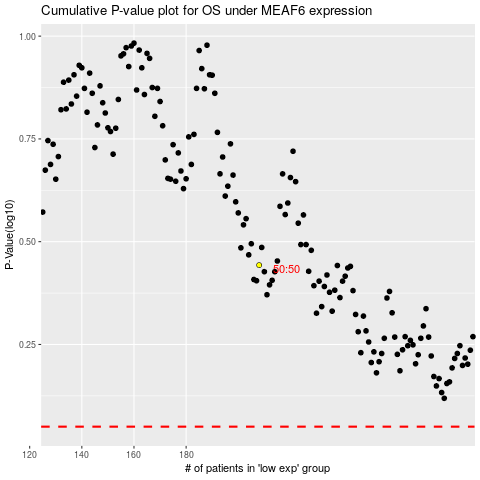 Cumulative P-value plot for OS under MEAF6 expression
P-Value(log10)
1.00
0.75
0.50
0.25
50:50
120 140 160 180
# of patients in 'low exp' group